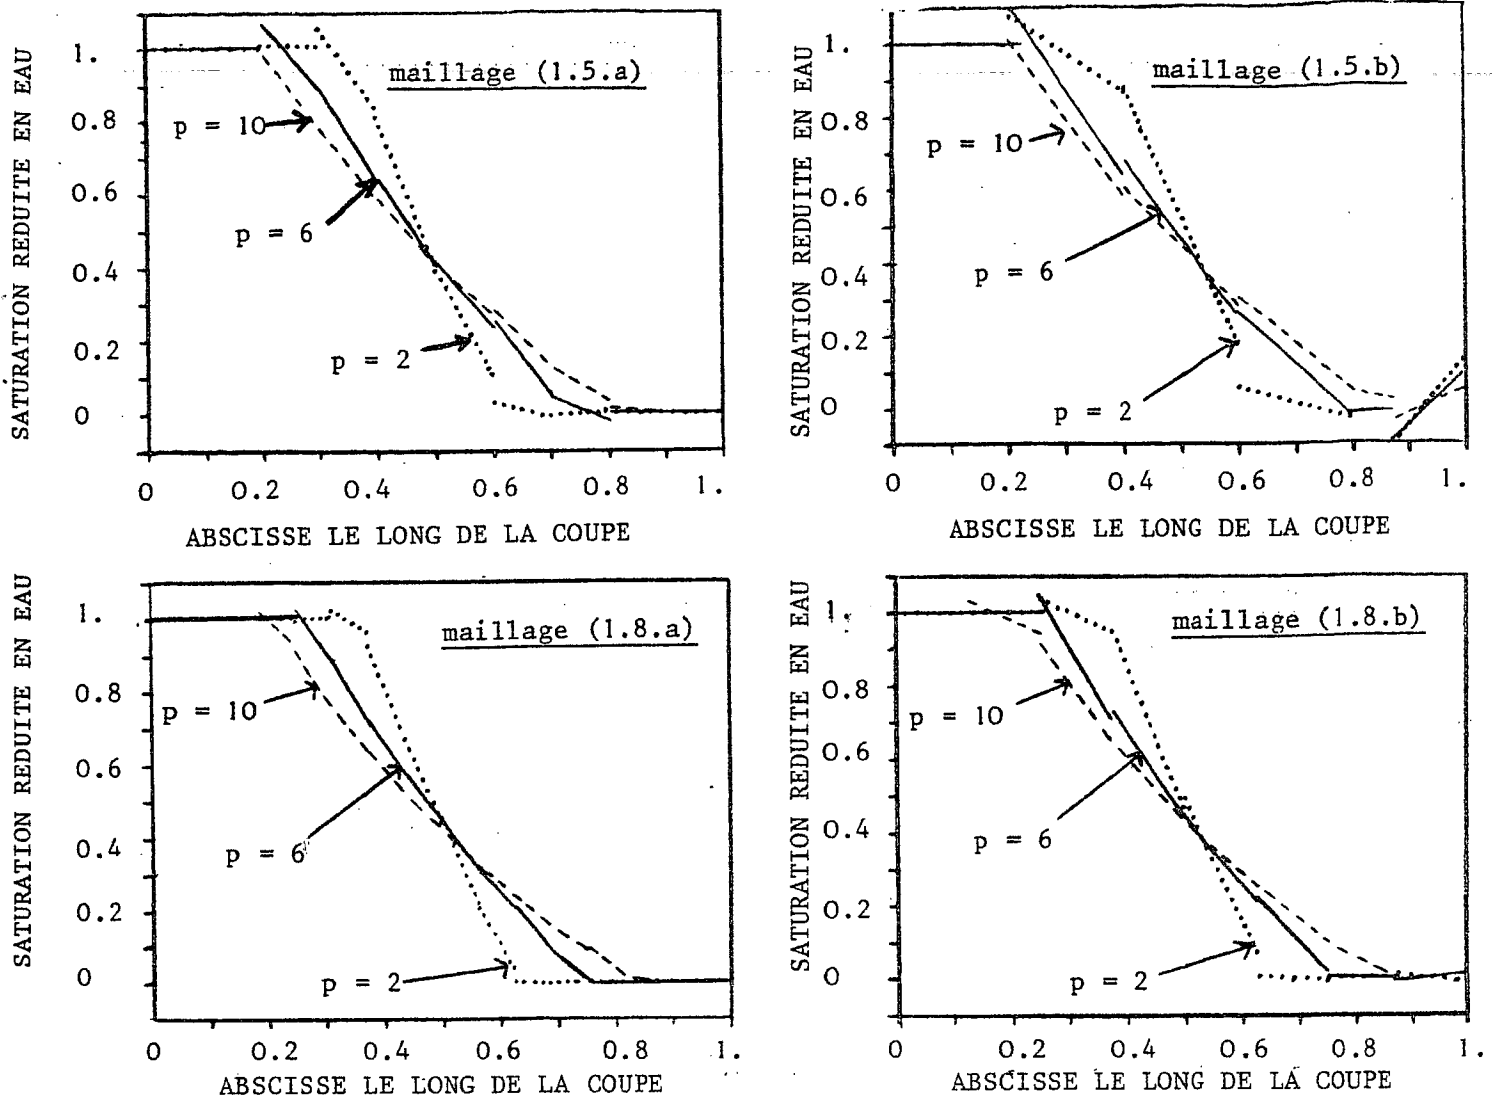 SATURATION REDUITE EN EAU
1.
0.8
0.6
0.4
0.2
0
maillage (1.5.a)
p = 10
p = 6
p = 2
0 0.2 0.4 0.6 0.8 1.
ABSCISSE LE LONG DE LA COUPE
SATURATION REDUITE EN EAU
1.
0.8
0.6
0.4
0.2
0
maillage (1.5.b)
p = 10
p = 6
p = 2
0 0.2 0.4 0.6 0.8 1.
ABSCISSE LE LONG DE LA COUPE
SATURATION REDUITE EN EAU
1.
0.8
0.6
0.4
0.2
0
maillage (1.8.a)
p = 10
p = 6
p = 2
0 0.2 0.4 0.6 0.8 1.
ABSCISSE LE LONG DE LA COUPE
SATURATION REDUITE EN EAU
1.
0.8
0.6
0.4
0.2
0
maillage (1.8.b)
p = 10
p = 6
p = 2
0 0.2 0.4 0.6 0.8 1.
ABSCISSE LE LONG DE LA COUPE